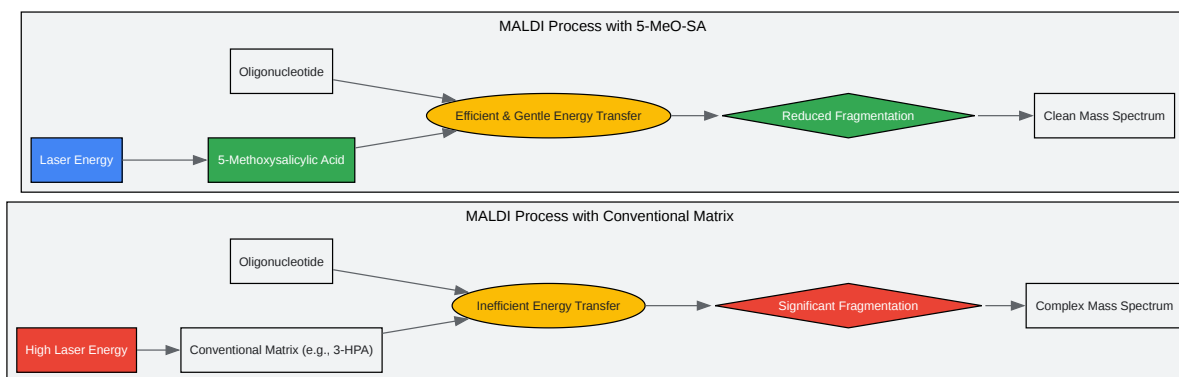 MALDI Process with 5-MeO-SA
Oligonucleotide
Efficient & Gentle Energy Transfer
Reduced Fragmentation
Clean Mass Spectrum
Laser Energy
5-Methoxysalicylic Acid
MALDI Process with Conventional Matrix
Oligonucleotide
Inefficient Energy Transfer
Significant Fragmentation
Complex Mass Spectrum
High Laser Energy
Conventional Matrix (e.g., 3-HPA)